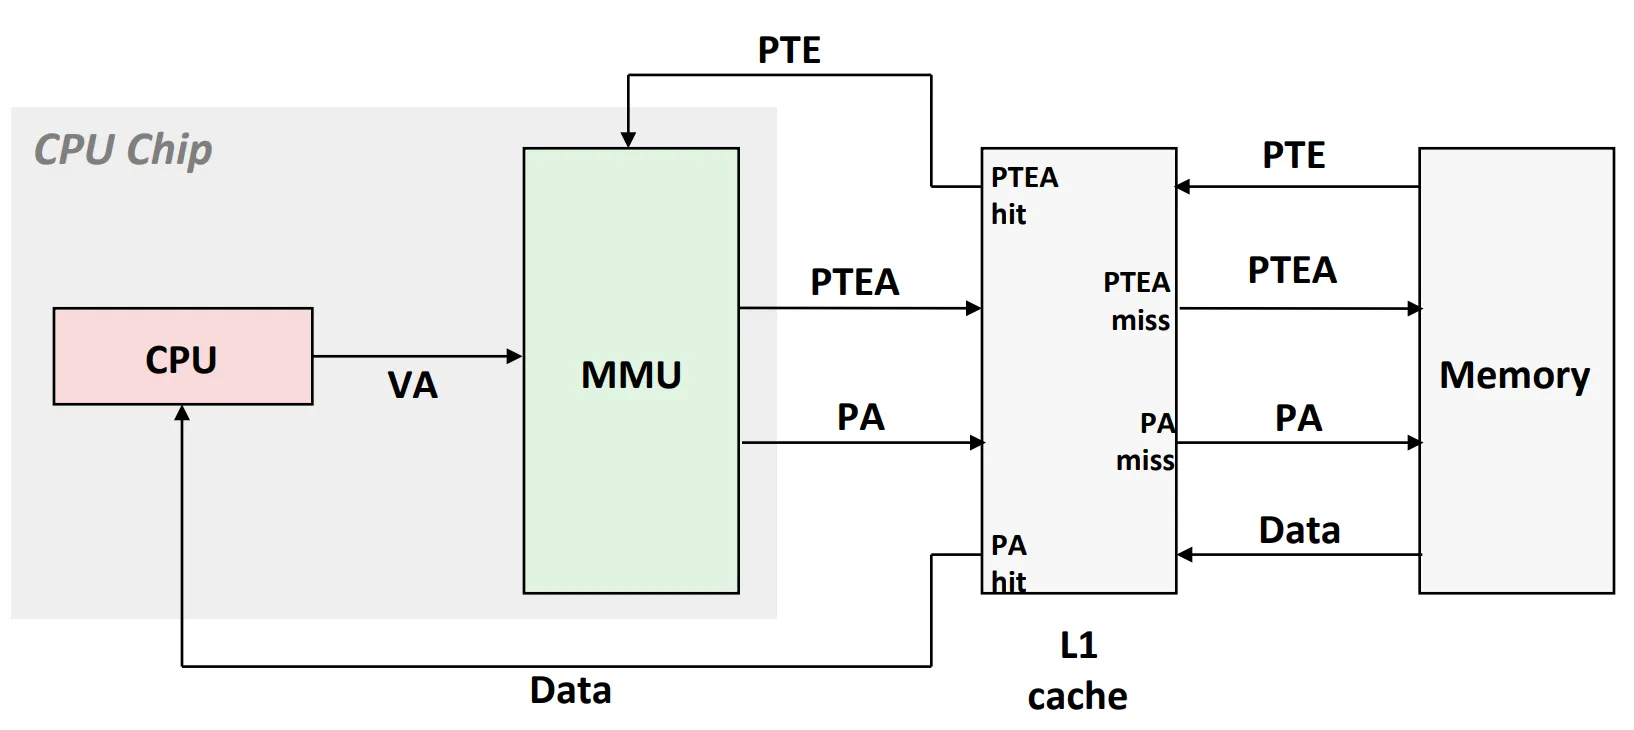 PTE
CPU Chip
PTEA
hit
PTE
PTEA
PTEA
miss
PTEA
CPU
VA
MMU
Memory
PA
PA
miss
PA
PA
hit
Data
L1
cache
Data